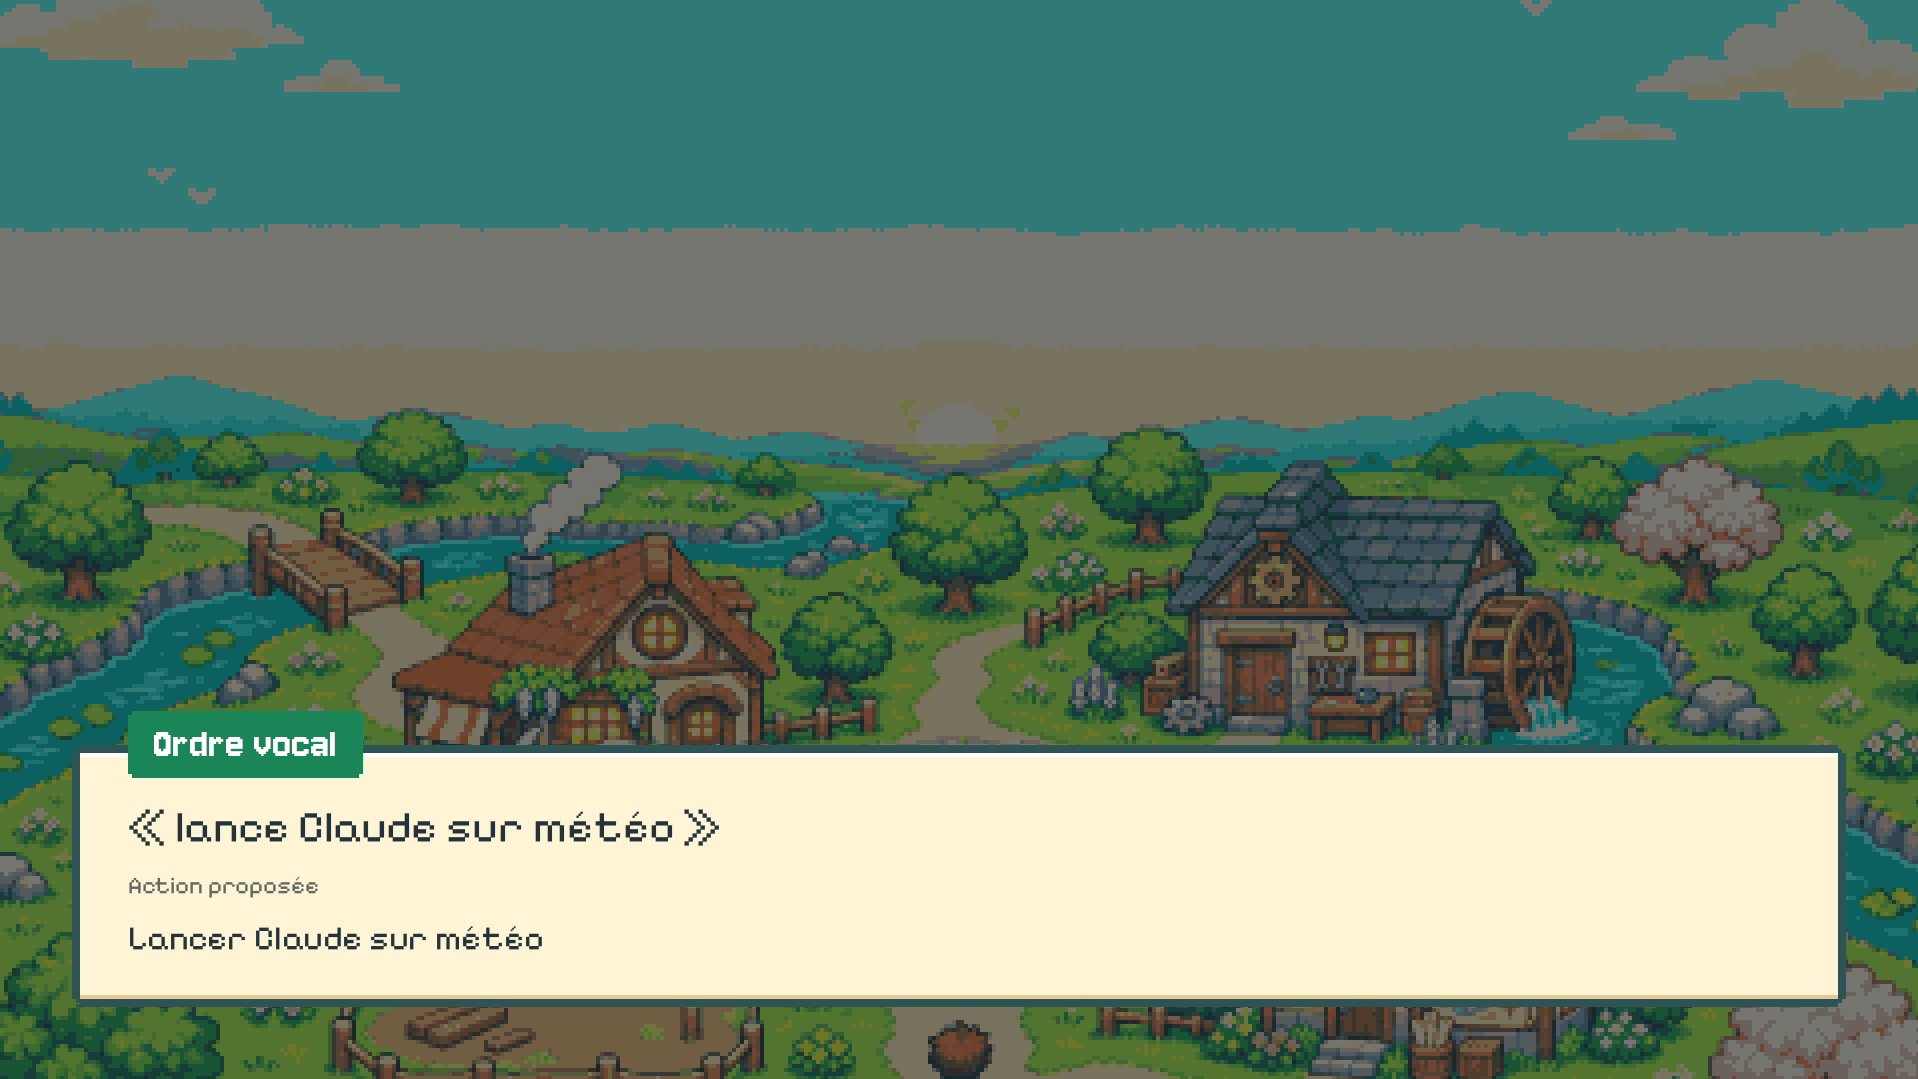 Ordre vocal
« lance Claude sur météo »
Action proposée
Lancer Claude sur météo